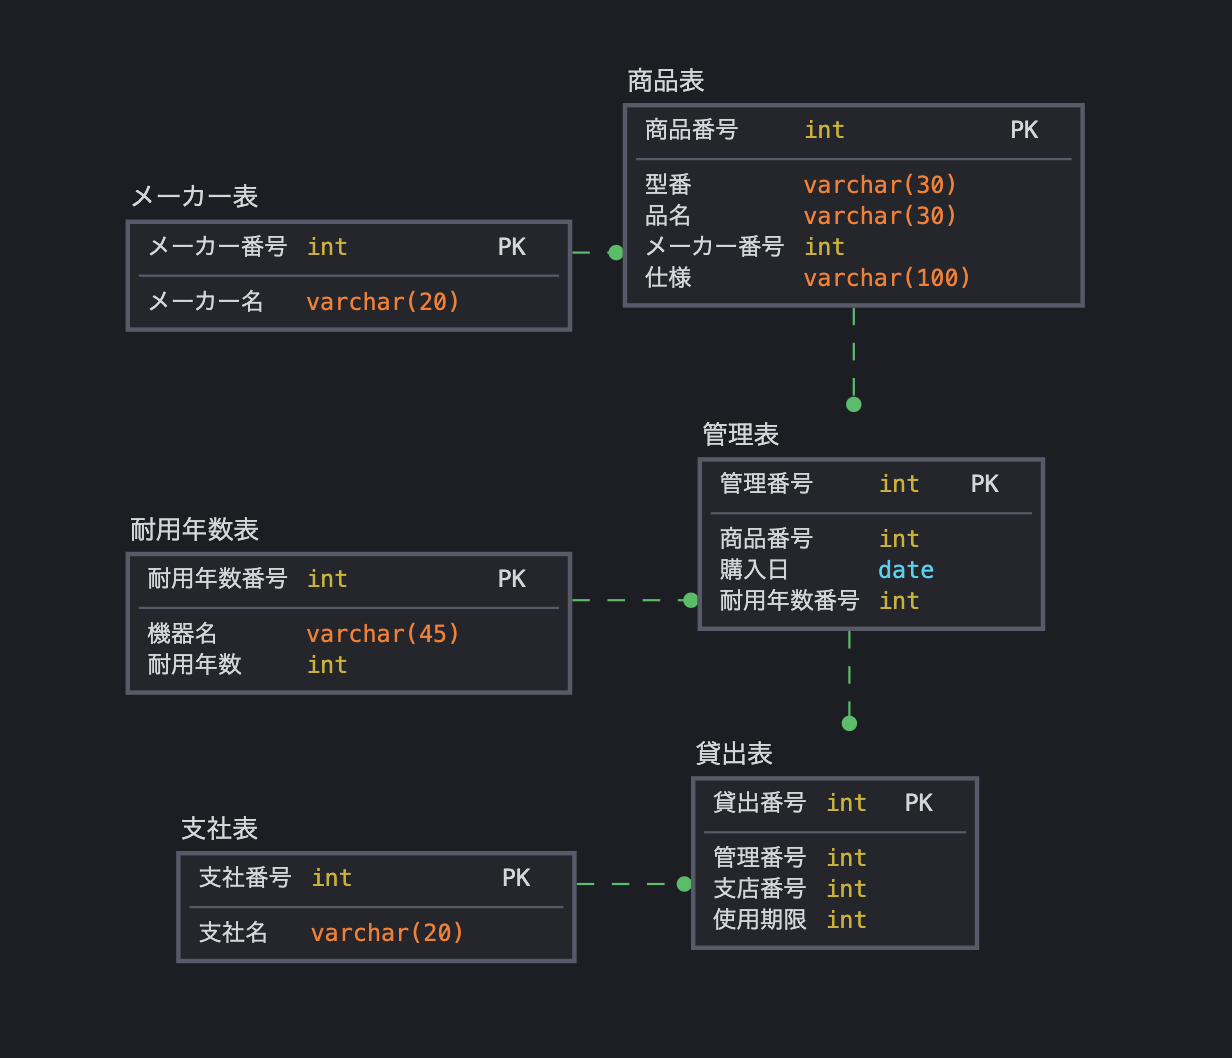 商品表
商品番号 int PK
型番 varchar(30)
品名 varchar(30)
メーカー番号 int
仕様 varchar(100)
メーカー表
メーカー番号 int PK
メーカー名 varchar(20)
管理表
管理番号 int PK
商品番号 int
購入日 date
耐用年数番号 int
耐用年数表
耐用年数番号 int PK
機器名 varchar(45)
耐用年数 int
貸出表
貸出番号 int PK
管理番号 int
支店番号 int
使用期限 int
支社表
支社番号 int PK
支社名 varchar(20)